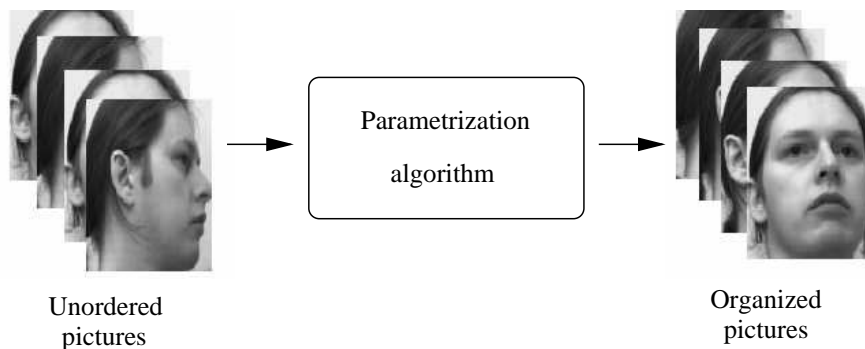 Parametrization
algorithm
Unordered
pictures
Organized
pictures